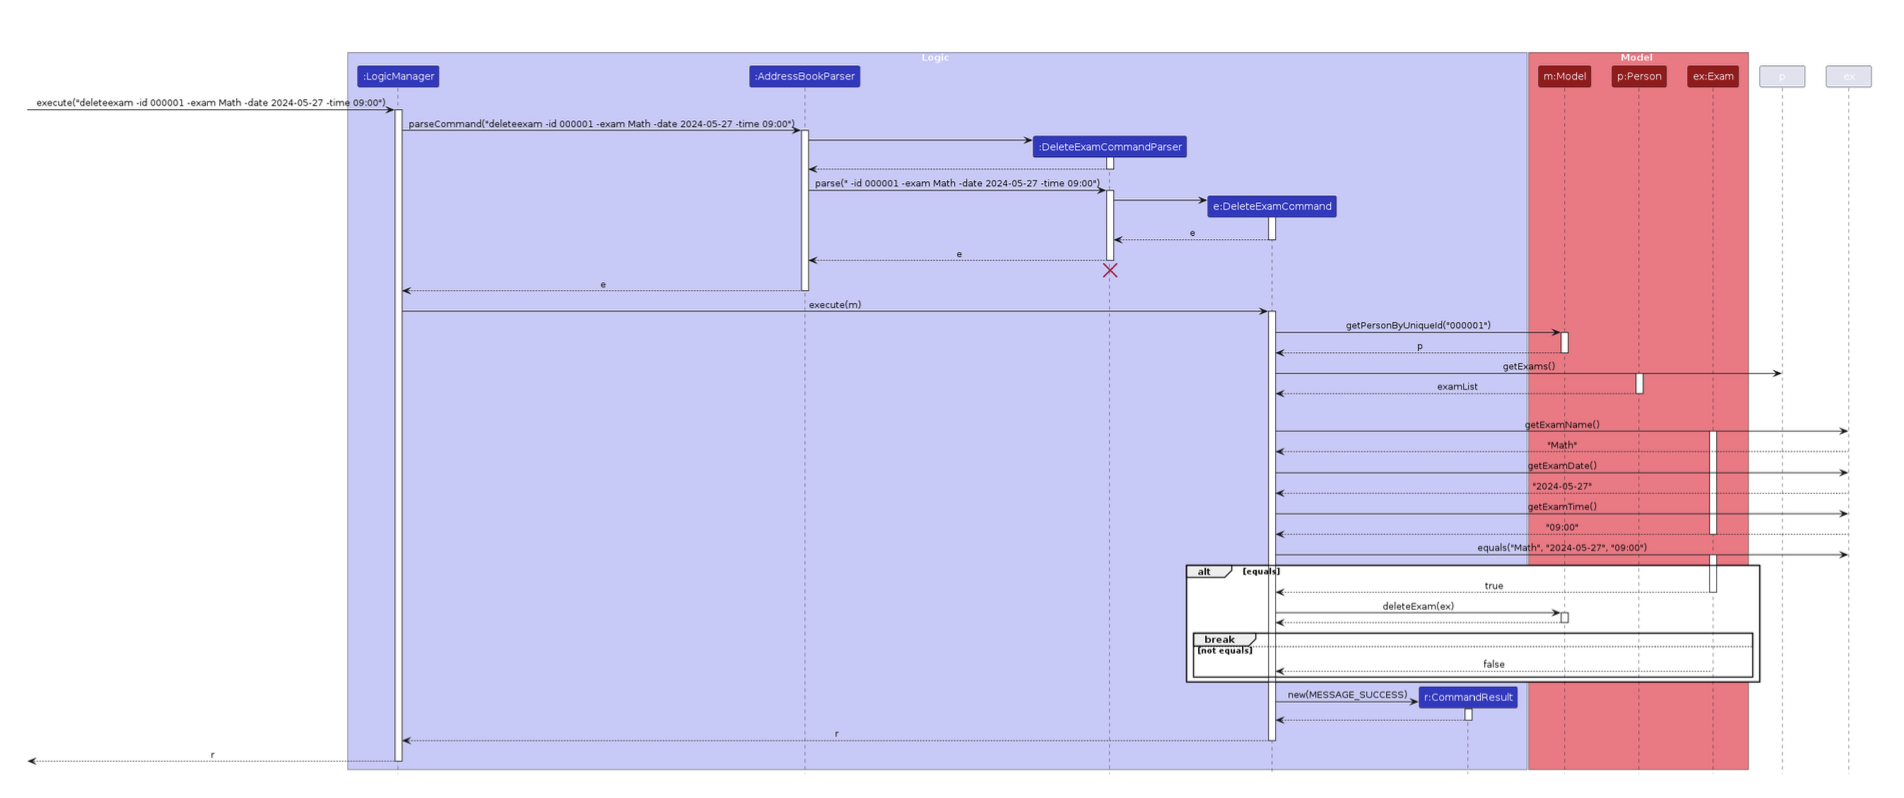 Logic
Model
:LogicManager
:AddressBookParser
m:Model
p:Person
ex:Exam
p
ex
execute("deleteexam -id 000001 -exam Math -date 2024-05-27 -time 09:00")
parseCommand("deleteexam -id 000001 -exam Math -date 2024-05-27 -time 09:00")
:DeleteExamCommandParser
parse(" -id 000001 -exam Math -date 2024-05-27 -time 09:00")
e:DeleteExamCommand
e
e
e
execute(m)
getPersonByUniqueId("000001")
p
getExams()
examList
getExamName()
"Math"
getExamDate()
"2024-05-27"
getExamTime()
"09:00"
equals("Math", "2024-05-27", "09:00")
alt [equals]
true
deleteExam(ex)
break
[not equals]
false
new(MESSAGE_SUCCESS)
r:CommandResult
r
r